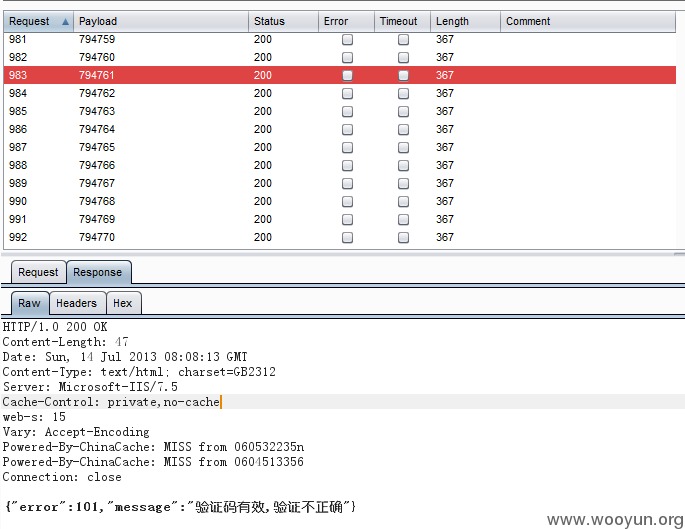 Request Payload Status Error Timeout Length Comment
981 794759 200 367
982 794760 200 367
983 794761 200 367
984 794762 200 367
985 794763 200 367
986 794764 200 367
987 794765 200 367
988 794766 200 367
989 794767 200 367
990 794768 200 367
991 794769 200 367
992 794770 200 367
Request Response
Raw Headers Hex
HTTP/1.0 200 OK
Content-Length: 47
Date: Sun, 14 Jul 2013 08:08:13 GMT
Content-Type: text/html; charset=GB2312
Server: Microsoft-IIS/7.5
Cache-Control: private,no-cache
web-s: 15
Vary: Accept-Encoding
Powered-By-ChinaCache: MISS from 060532235n
Powered-By-ChinaCache: MISS from 0604513356
Connection: close
{"error":101,"message":"验证码有效,验证不正确"}
www.wooyun.org